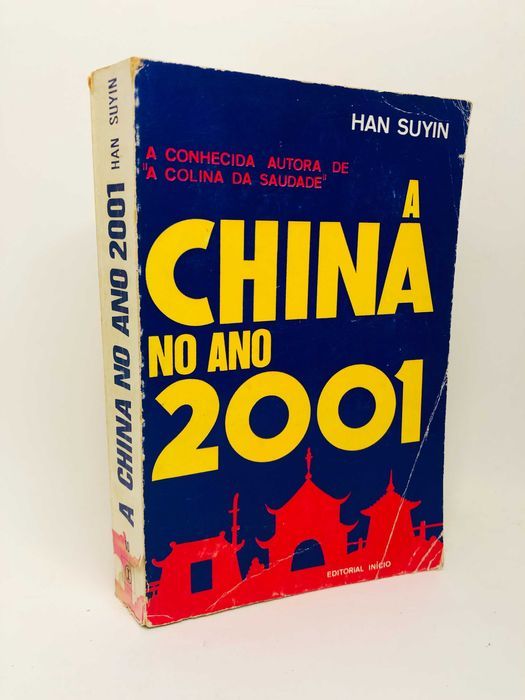 HAN SUYIN
A CONHECIDA AUTORA DE
"A COLINA DA SAUDADE"
A
CHINA
NO ANO
2001
EDITORIAL INÍCIO
A CHINA NO ANO 2001 HAN SUYIN